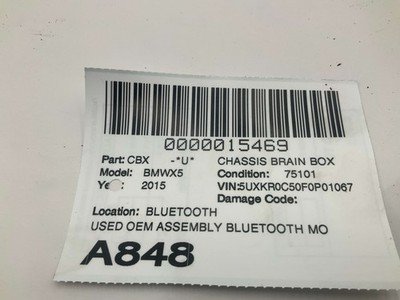 0000015469
Part: CBX -*U* CHASSIS BRAIN BOX
Model: BMWX5 Condition: 75101
2015 VIN:5UXKR0C50F0P01067
Damage Code:
Location: BLUETOOTH
USED OEM ASSEMBLY BLUETOOTH MO
A848